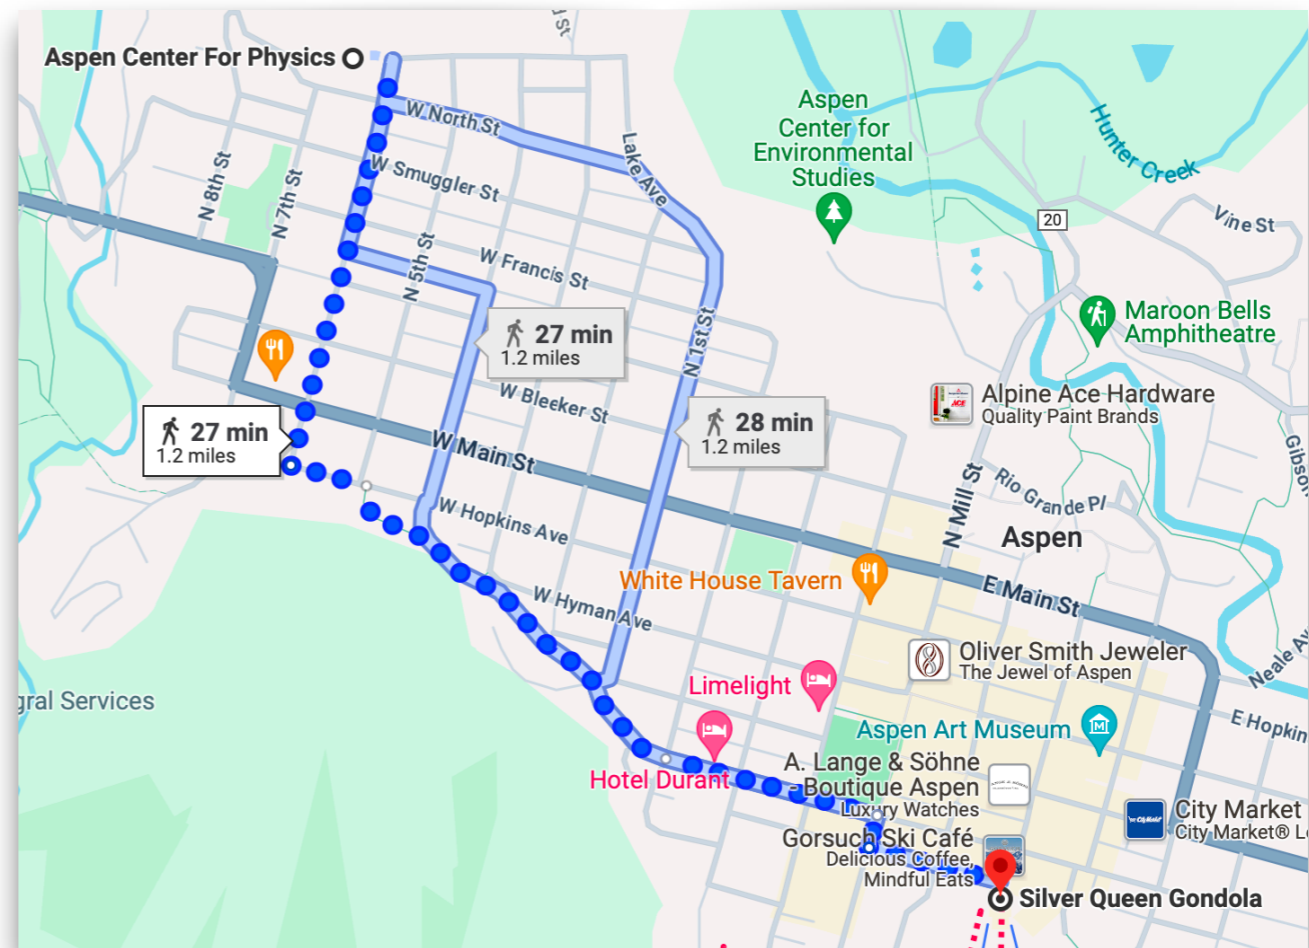 Aspen Center For Physics
W North St
Lake Ave
Aspen
Center for
Environmental
Studies
Hunter Creek
W Smuggler St
N 8th St
N 7th St
20
Vine St
N 5th St
W Francis St
Maroon Bells
Amphitheatre
27 min
1.2 miles
N 1st St
W Bleeker St
Alpine Ace Hardware
Quality Paint Brands
28 min
1.2 miles
27 min
1.2 miles
W Main St
Rio Grande Pl
N Mill St
W Hopkins Ave
Aspen
White House Tavern
E Main St
W Hyman Ave
Oliver Smith Jeweler
The Jewel of Aspen
Neale Av
Limelight
gral Services
E Hopkin
Aspen Art Museum
Hotel Durant
A. Lange & Söhne
- Boutique Aspen
Luxury Watches
City Market
City Market® Lo
Gorsuch Ski Café
Delicious Coffee,
Mindful Eats
Silver Queen Gondola